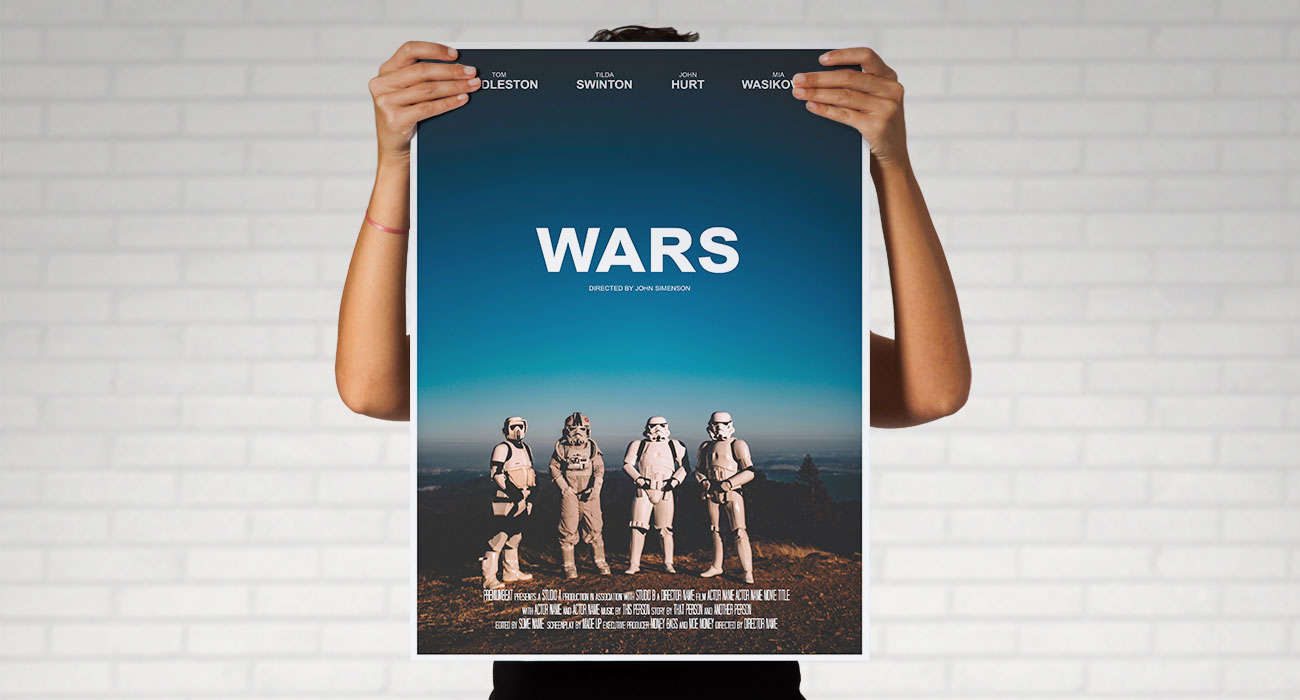 TOM TILDA JOHN MIA
DLESTON SWINTON HURT WASIKOW
WARS
DIRECTED BY JOHN SIMENSON
PREMIUMBEAT PRESENTS A STUDIO A PRODUCTION IN ASSOCIATION WITH STUDIO B A DIRECTOR NAME FILM ACTOR NAME ACTOR NAME MOVIE TITLE
WITH ACTOR NAME AND ACTOR NAME MUSIC BY THIS PERSON STORY BY THAT PERSON AND ANOTHER PERSON
EDITED BY SOME NAME SCREENPLAY BY MADE UP EXECUTIVE PRODUCER MONEY BAGS AND MOE MONEY DIRECTED BY DIRECTOR NAME